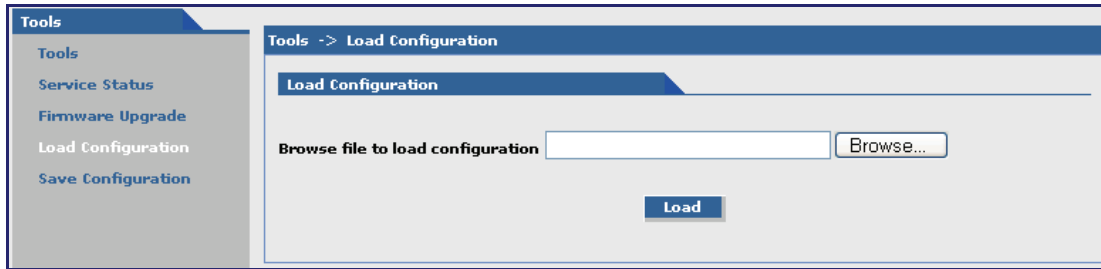 Tools
Tools
Service Status
Firmware Upgrade
Load Configuration
Save Configuration
Tools -> Load Configuration
Load Configuration
Browse file to load configuration Browse...
Load